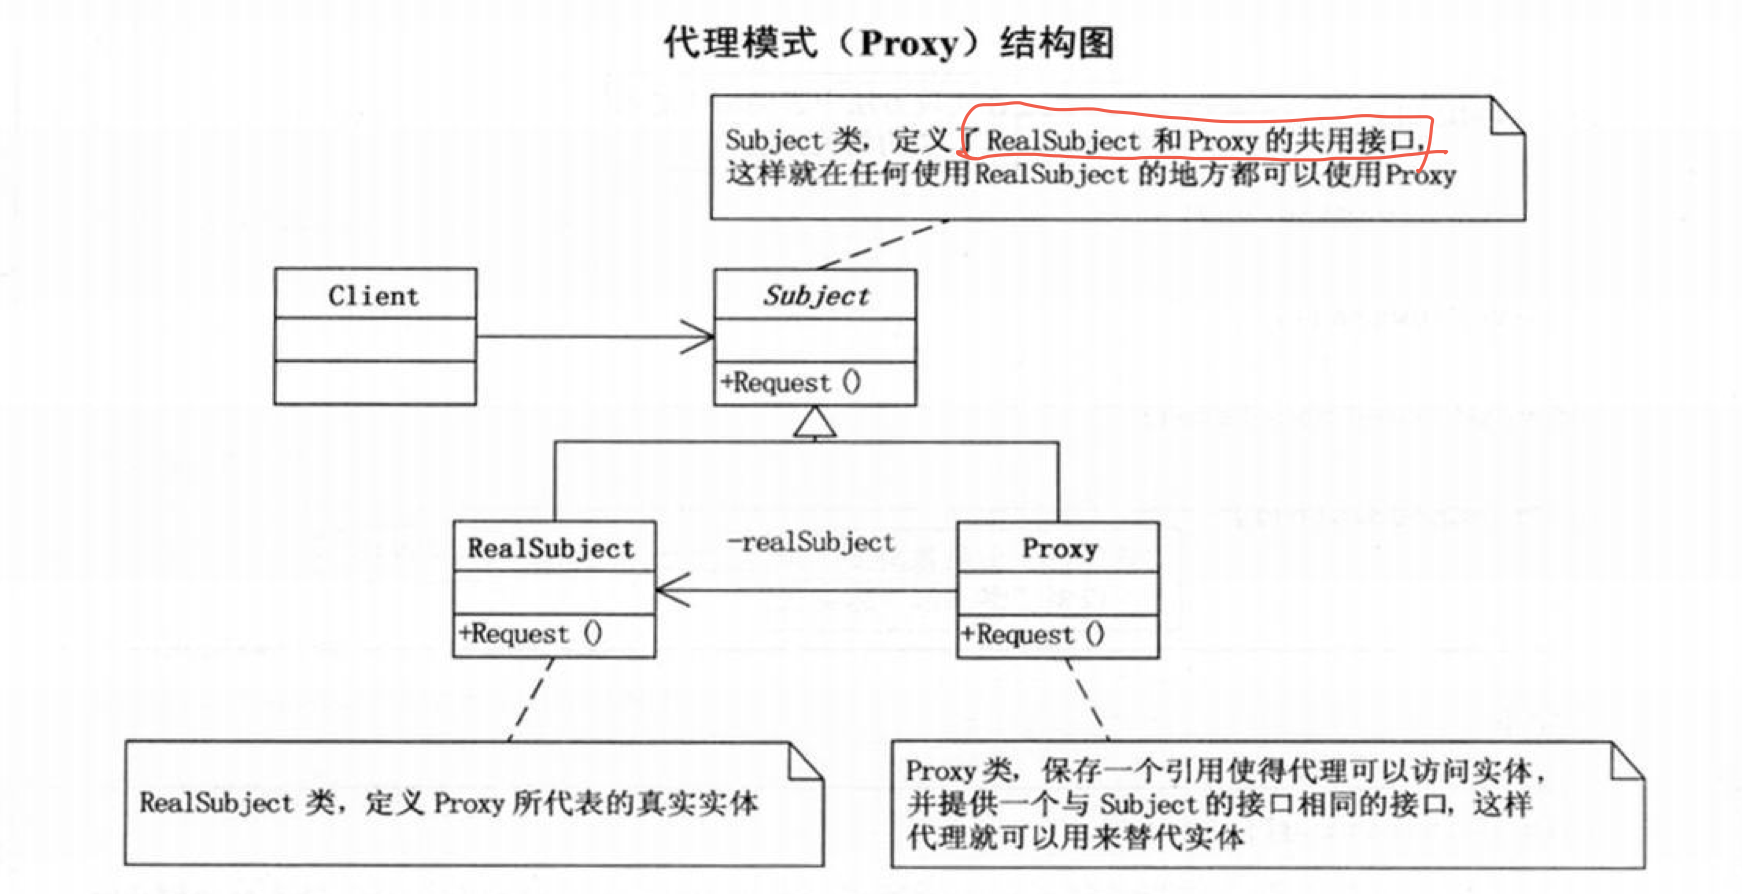 代理模式（Proxy）结构图
Subject 类，定义了 RealSubject 和 Proxy 的共用接口，
这样就在任何使用 RealSubject 的地方都可以使用 Proxy
Client
Subject
+Request ()
RealSubject
-realSubject
Proxy
+Request ()
+Request ()
RealSubject 类，定义 Proxy 所代表的真实实体
Proxy 类，保存一个引用使得代理可以访问实体，
并提供一个与 Subject 的接口相同的接口，这样
代理就可以用来替代实体